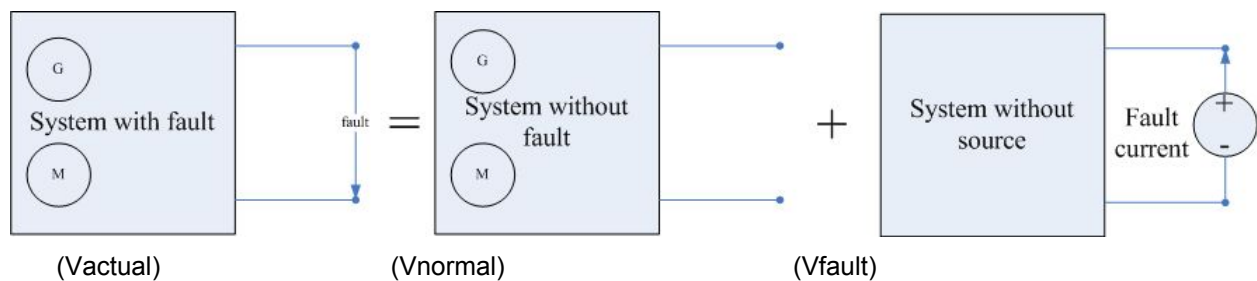 G
System with fault
M
fault
=
G
System without
fault
M
+
System without
source
Fault
current
+
-
(Vactual)
(Vnormal)
(Vfault)